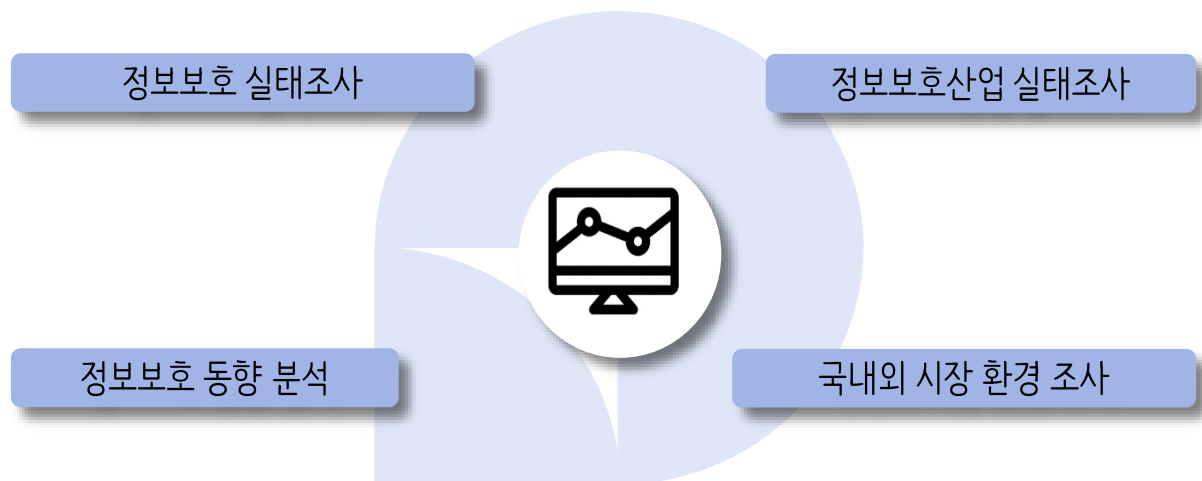 정보보호 실태조사
정보보호산업 실태조사
정보보호 동향 분석
국내외 시장 환경 조사